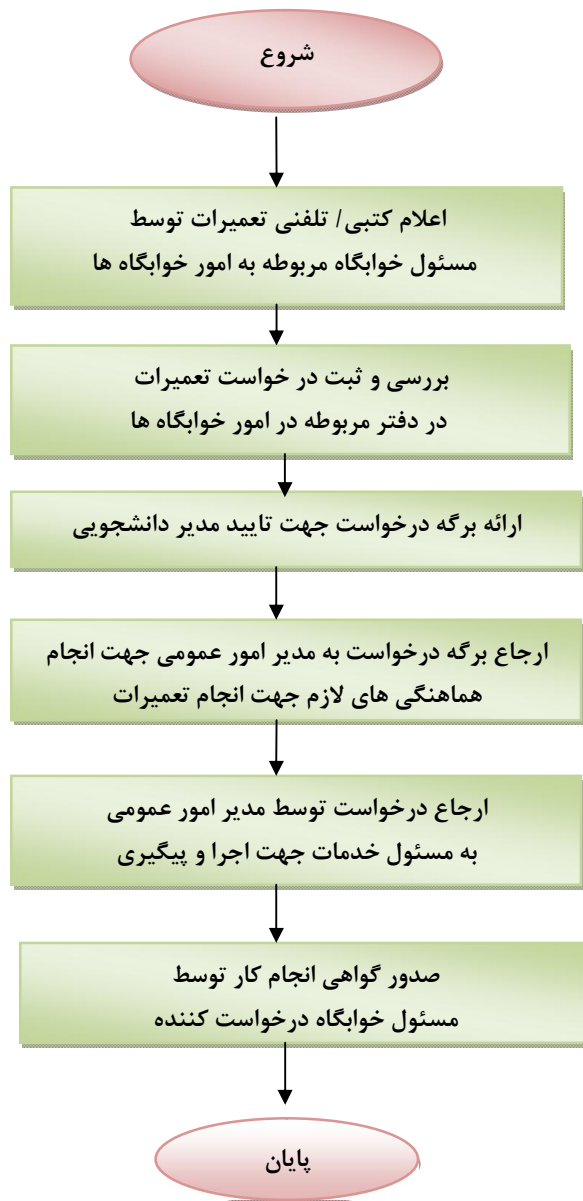 شروع
اعلام کتبی/ تلفنی تعمیرات توسط
مسئول خوابگاه مربوطه به امور خوابگاه ها
بررسی و ثبت در خواست تعمیرات
در دفتر مربوطه در امور خوابگاه ها
ارائه برگه درخواست جهت تایید مدیر دانشجویی
ارجاع برگه درخواست به مدیر امور عمومی جهت انجام
هماهنگی های لازم جهت انجام تعمیرات
ارجاع درخواست توسط مدیر امور عمومی
به مسئول خدمات جهت اجرا و پیگیری
صدور گواهی انجام کار توسط
مسئول خوابگاه درخواست کننده
پایان